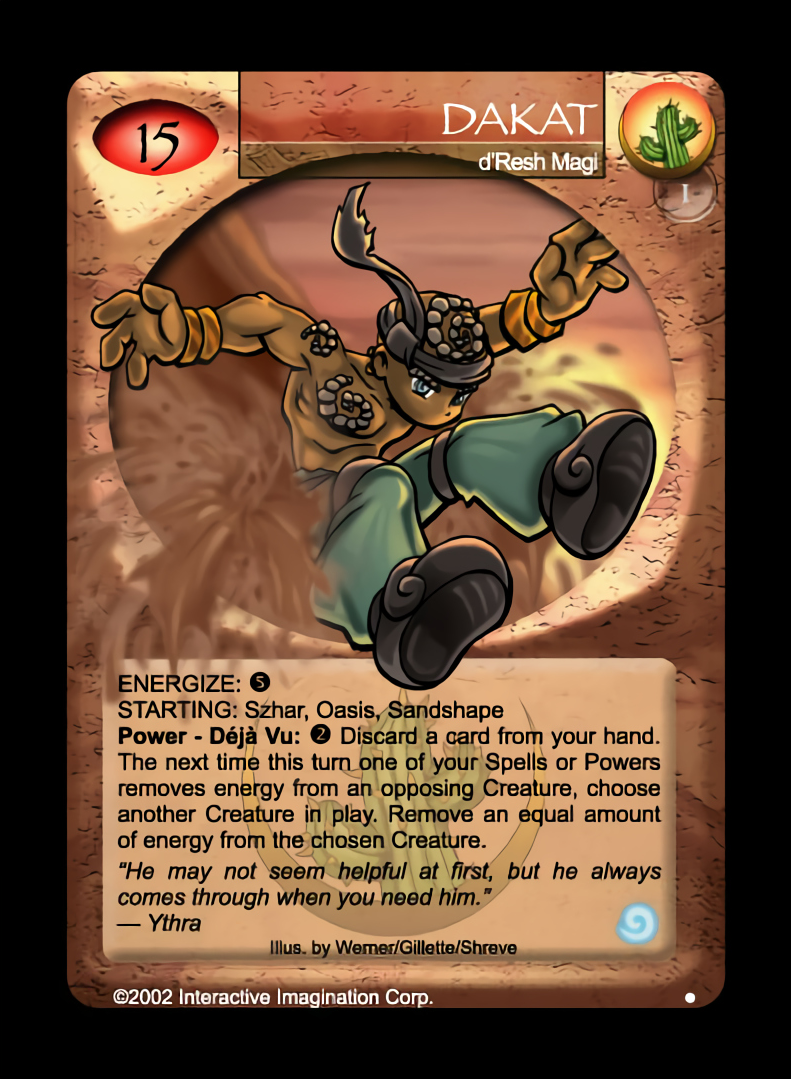 15
DAKAT
d'Resh Magi
I
ENERGIZE: ❺
STARTING: Szhar, Oasis, Sandshape
Power - Déjà Vu: ❷ Discard a card from your hand.
The next time this turn one of your Spells or Powers
removes energy from an opposing Creature, choose
another Creature in play. Remove an equal amount
of energy from the chosen Creature.
"He may not seem helpful at first, but he always
comes through when you need him."
— Ythra
Illus. by Werner/Gillette/Shreve
©2002 Interactive Imagination Corp.